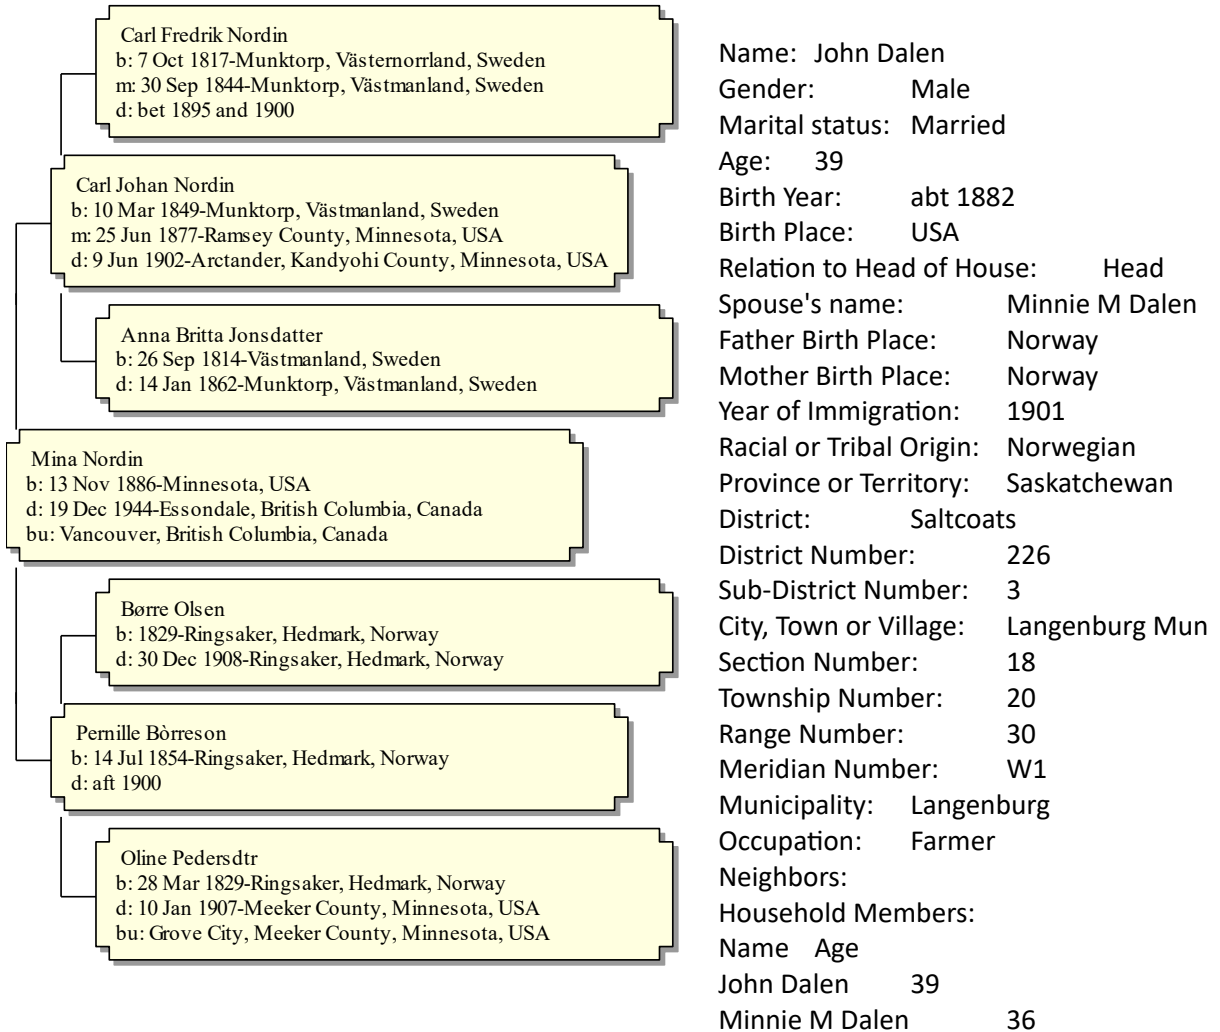 Carl Fredrik Nordin
b: 7 Oct 1817-Munktorp, Västernorrland, Sweden
m: 30 Sep 1844-Munktorp, Västmanland, Sweden
d: bet 1895 and 1900
Carl Johan Nordin
b: 10 Mar 1849-Munktorp, Västmanland, Sweden
m: 25 Jun 1877-Ramsey County, Minnesota, USA
d: 9 Jun 1902-Arctander, Kandyohi County, Minnesota, USA
Anna Britta Jonsdatter
b: 26 Sep 1814-Västmanland, Sweden
d: 14 Jan 1862-Munktorp, Västmanland, Sweden
Mina Nordin
b: 13 Nov 1886-Minnesota, USA
d: 19 Dec 1944-Essondale, British Columbia, Canada
bu: Vancouver, British Columbia, Canada
Børre Olsen
b: 1829-Ringsaker, Hedmark, Norway
d: 30 Dec 1908-Ringsaker, Hedmark, Norway
Pernille Bòrreson
b: 14 Jul 1854-Ringsaker, Hedmark, Norway
d: aft 1900
Oline Pedersdtr
b: 28 Mar 1829-Ringsaker, Hedmark, Norway
d: 10 Jan 1907-Meeker County, Minnesota, USA
bu: Grove City, Meeker County, Minnesota, USA
Name: John Dalen
Gender: Male
Marital status: Married
Age: 39
Birth Year: abt 1882
Birth Place: USA
Relation to Head of House: Head
Spouse's name: Minnie M Dalen
Father Birth Place: Norway
Mother Birth Place: Norway
Year of Immigration: 1901
Racial or Tribal Origin: Norwegian
Province or Territory: Saskatchewan
District: Saltcoats
District Number: 226
Sub-District Number: 3
City, Town or Village: Langenburg Mun
Section Number: 18
Township Number: 20
Range Number: 30
Meridian Number: W1
Municipality: Langenburg
Occupation: Farmer
Neighbors:
Household Members:
Name Age
John Dalen 39
Minnie M Dalen 36